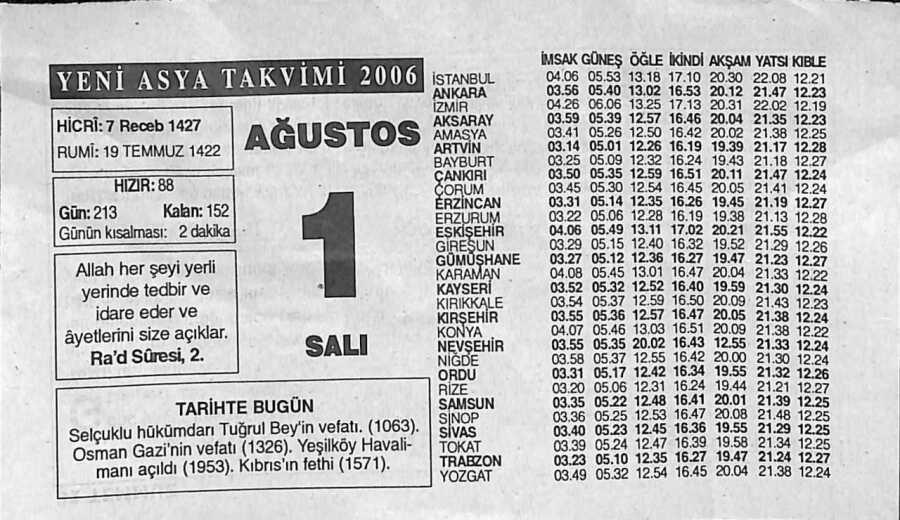 YENİ ASYA TAKVİMİ 2006
HİCRÎ: 7 Receb 1427
RUMİ: 19 TEMMUZ 1422
HIZIR: 88
Gün: 213 Kalan: 152
Günün kısalması: 2 dakika
Allah her şeyi yerli
yerinde tedbir ve
idare eder ve
âyetlerini size açıklar.
Ra'd Sûresi, 2.
AĞUSTOS
1
SALI
TARİHTE BUGÜN
Selçuklu hükümdarı Tuğrul Bey'in vefatı. (1063).
Osman Gazi'nin vefatı (1326). Yeşilköy Havali-
manı açıldı (1953). Kıbrıs'ın fethi (1571).
İMSAK GÜNEŞ ÖĞLE İKİNDİ AKŞAM YATSI KIBLE
İSTANBUL 04.06 05.53 13.18 17.10 20.30 22.08 12.21
ANKARA 03.56 05.40 13.02 16.53 20.12 21.47 12.23
İZMİR 04.26 06.06 13.25 17.13 20.31 22.02 12.19
AKSARAY 03.59 05.39 12.57 16.46 20.04 21.35 12.23
AMASYA 03.41 05.26 12.50 16.42 20.02 21.38 12.25
ARTVİN 03.14 05.01 12.26 16.19 19.39 21.17 12.28
BAYBURT 03.25 05.09 12.32 16.24 19.43 21.18 12.27
ÇANKIRI 03.50 05.35 12.59 16.51 20.11 21.47 12.24
ÇORUM 03.45 05.30 12.54 16.45 20.05 21.41 12.24
ERZİNCAN 03.31 05.14 12.35 16.26 19.45 21.19 12.27
ERZURUM 03.22 05.06 12.28 16.19 19.38 21.13 12.28
ESKİŞEHİR 04.06 05.49 13.11 17.02 20.21 21.55 12.22
GİRESUN 03.29 05.15 12.40 16.32 19.52 21.29 12.26
GÜMÜŞHANE 03.27 05.12 12.36 16.27 19.47 21.23 12.27
KARAMAN 04.08 05.45 13.01 16.47 20.04 21.33 12.22
KAYSERİ 03.52 05.32 12.52 16.40 19.59 21.30 12.24
KIRIKKALE 03.54 05.37 12.59 16.50 20.09 21.43 12.23
KIRŞEHİR 03.55 05.36 12.57 16.47 20.05 21.38 12.24
KONYA 04.07 05.46 13.03 16.51 20.09 21.38 12.22
NEVŞEHİR 03.55 05.35 20.02 16.43 12.55 21.33 12.24
NİĞDE 03.58 05.37 12.55 16.42 20.00 21.30 12.24
ORDU 03.31 05.17 12.42 16.34 19.55 21.32 12.26
RİZE 03.20 05.06 12.31 16.24 19.44 21.21 12.27
SAMSUN 03.35 05.22 12.48 16.41 20.01 21.39 12.25
SİNOP 03.36 05.25 12.53 16.47 20.08 21.48 12.25
SİVAS 03.40 05.23 12.45 16.36 19.55 21.29 12.25
TOKAT 03.39 05.24 12.47 16.39 19.58 21.34 12.25
TRABZON 03.23 05.10 12.35 16.27 19.47 21.24 12.27
YOZGAT 03.49 05.32 12.54 16.45 20.04 21.38 12.24